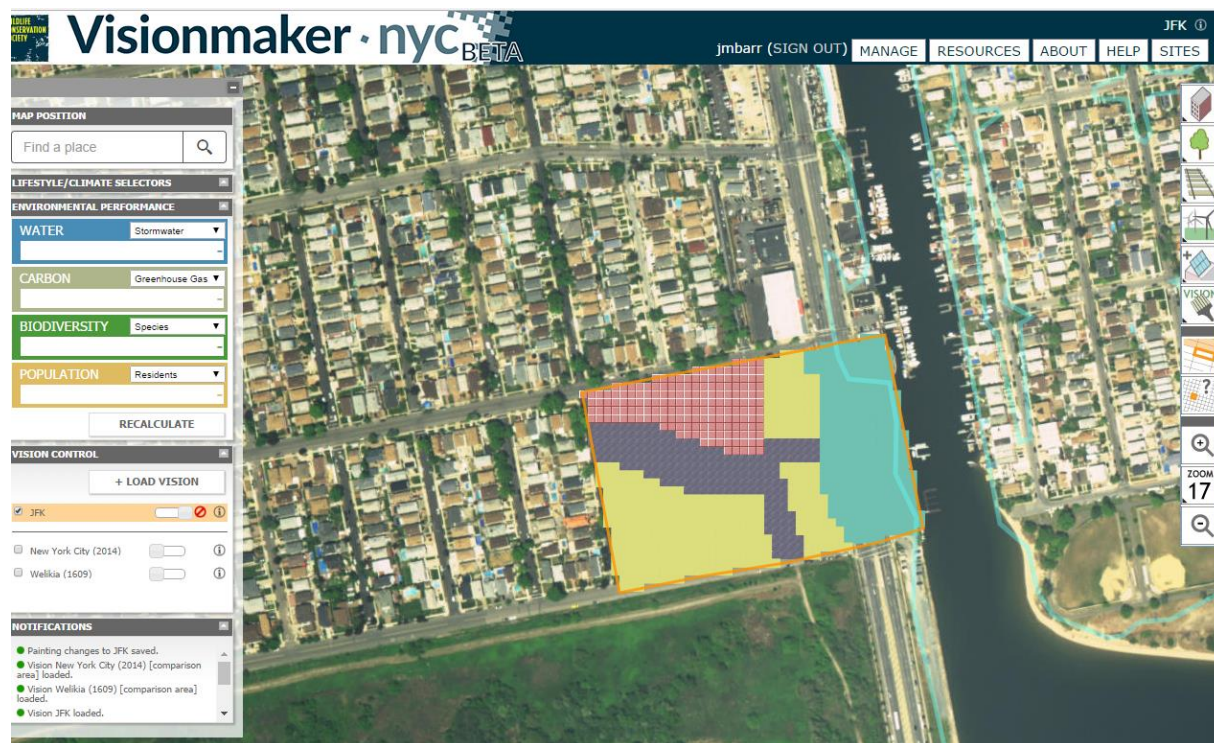 WILDLIFE
CONSERVATION
SOCIETY
Visionmaker · nyc
BETA
JFK
jmbarr (SIGN OUT) MANAGE RESOURCES ABOUT HELP SITES
MAP POSITION
Find a place
LIFESTYLE/CLIMATE SELECTORS
ENVIRONMENTAL PERFORMANCE
WATER Stormwater
-
CARBON Greenhouse Gas
-
BIODIVERSITY Species
-
POPULATION Residents
-
RECALCULATE
VISION CONTROL
+ LOAD VISION
JFK
New York City (2014)
Welikia (1609)
NOTIFICATIONS
Painting changes to JFK saved.
Vision New York City (2014) [comparison
area] loaded.
Vision Welikia (1609) [comparison area]
loaded.
Vision JFK loaded.
VISION
?
ZOOM
17